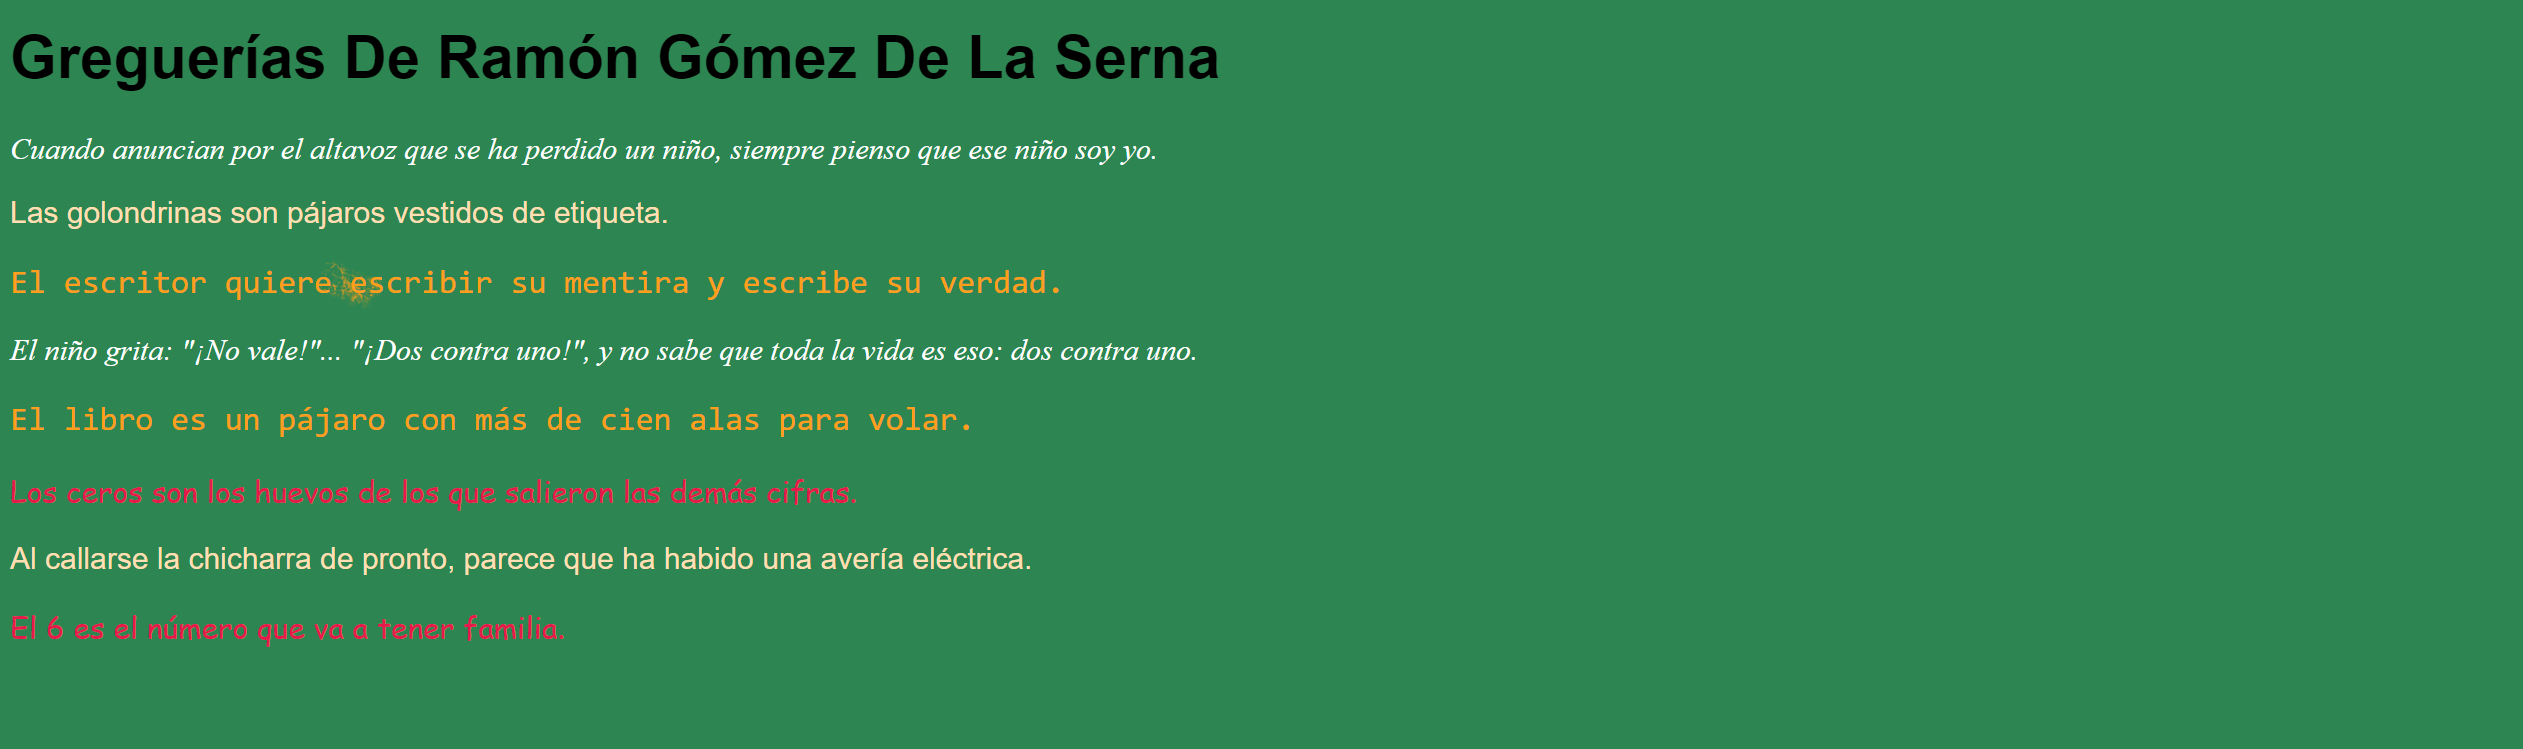 Greguerías De Ramón Gómez De La Serna
Cuando anuncian por el altavoz que se ha perdido un niño, siempre pienso que ese niño soy yo.
Las golondrinas son pájaros vestidos de etiqueta.
El escritor quiere escribir su mentira y escribe su verdad.
El niño grita: "¡No vale!"... "¡Dos contra uno!", y no sabe que toda la vida es eso: dos contra uno.
El libro es un pájaro con más de cien alas para volar.
Los ceros son los huevos de los que salieron las demás cifras.
Al callarse la chicharra de pronto, parece que ha habido una avería eléctrica.
El 6 es el número que va a tener familia.